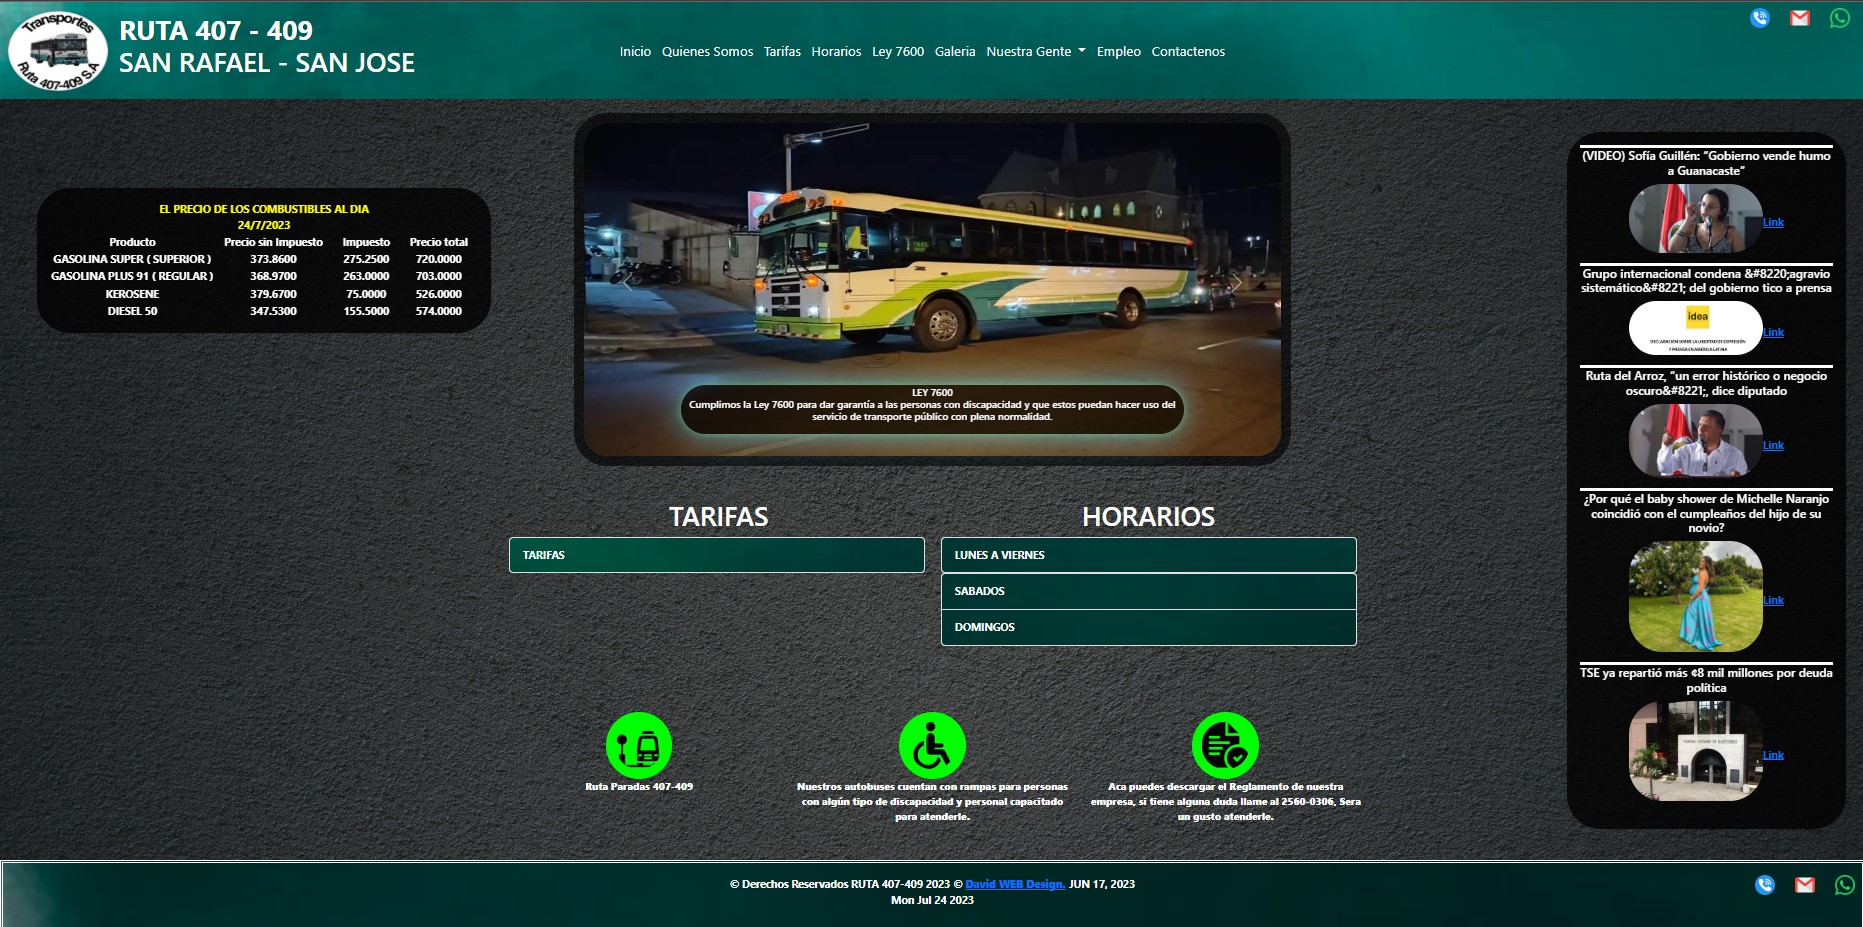 Transportes
Ruta 407-409 S.A
RUTA 407 - 409
SAN RAFAEL - SAN JOSE
Inicio Quienes Somos Tarifas Horarios Ley 7600 Galeria Nuestra Gente Empleo Contactenos
EL PRECIO DE LOS COMBUSTIBLES AL DIA
24/7/2023
Producto Precio sin Impuesto Impuesto Precio total
GASOLINA SUPER ( SUPERIOR ) 373.8600 275.2500 720.0000
GASOLINA PLUS 91 ( REGULAR ) 368.9700 263.0000 703.0000
KEROSENE 379.6700 75.0000 526.0000
DIESEL 50 347.5300 155.5000 574.0000
LEY 7600
Cumplimos la Ley 7600 para dar garantía a las personas con discapacidad y que estos puedan hacer uso del
servicio de transporte público con plena normalidad.
TARIFAS
TARIFAS
HORARIOS
LUNES A VIERNES
SABADOS
DOMINGOS
Ruta Paradas 407-409
Nuestros autobuses cuentan con rampas para personas
con algún tipo de discapacidad y personal capacitado
para atenderle.
Aca puedes descargar el Reglamento de nuestra
empresa, si tiene alguna duda llame al 2560-0306, Sera
un gusto atenderle.
(VIDEO) Sofía Guillén: “Gobierno vende humo
a Guanacaste”
Link
Grupo internacional condena &#8220;agravio
sistemático&#8221; del gobierno tico a prensa
idea
DECLARACIÓN SOBRE LA LIBERTAD DE EXPRESIÓN
Y PRENSA EN AMÉRICA LATINA
Link
Ruta del Arroz, “un error histórico o negocio
oscuro&#8221;, dice diputado
Link
¿Por qué el baby shower de Michelle Naranjo
coincidió con el cumpleaños del hijo de su
novio?
Link
TSE ya repartió más ¢8 mil millones por deuda
política
Link
© Derechos Reservados RUTA 407-409 2023 © David WEB Design. JUN 17, 2023
Mon Jul 24 2023